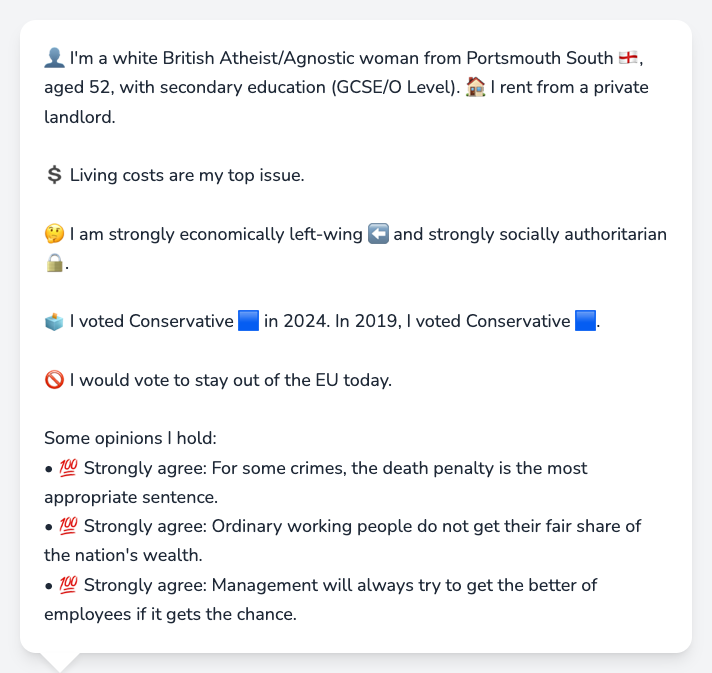 👤 I'm a white British Atheist/Agnostic woman from Portsmouth South 🏴󠁧󠁢󠁥󠁮󠁧󠁿,
aged 52, with secondary education (GCSE/O Level). 🏠 I rent from a private
landlord.
💲 Living costs are my top issue.
🤔 I am strongly economically left-wing ⬅️ and strongly socially authoritarian
🔒.
🗳️ I voted Conservative 🟦 in 2024. In 2019, I voted Conservative 🟦.
🚫 I would vote to stay out of the EU today.
Some opinions I hold:
• 💯 Strongly agree: For some crimes, the death penalty is the most
appropriate sentence.
• 💯 Strongly agree: Ordinary working people do not get their fair share of
the nation's wealth.
• 💯 Strongly agree: Management will always try to get the better of
employees if it gets the chance.